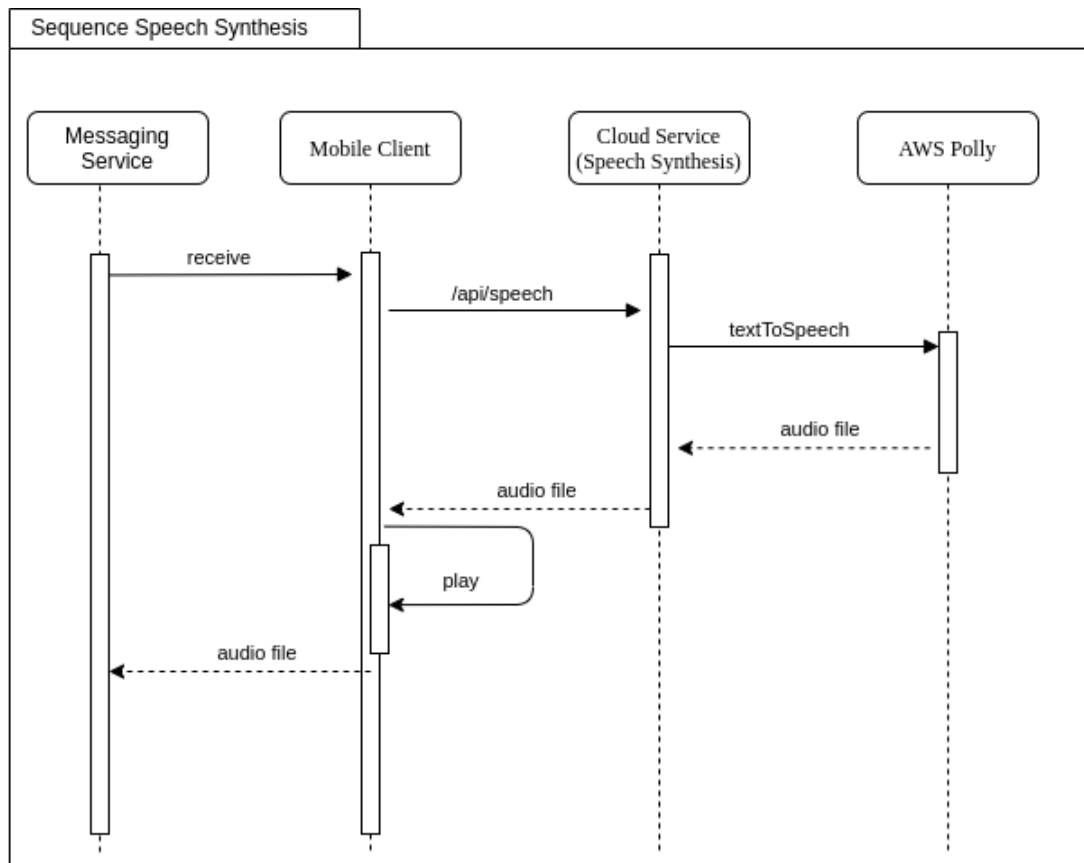 Sequence Speech Synthesis
Messaging
Service
Mobile Client
Cloud Service
(Speech Synthesis)
AWS Polly
receive
/api/speech
textToSpeech
audio file
audio file
play
audio file